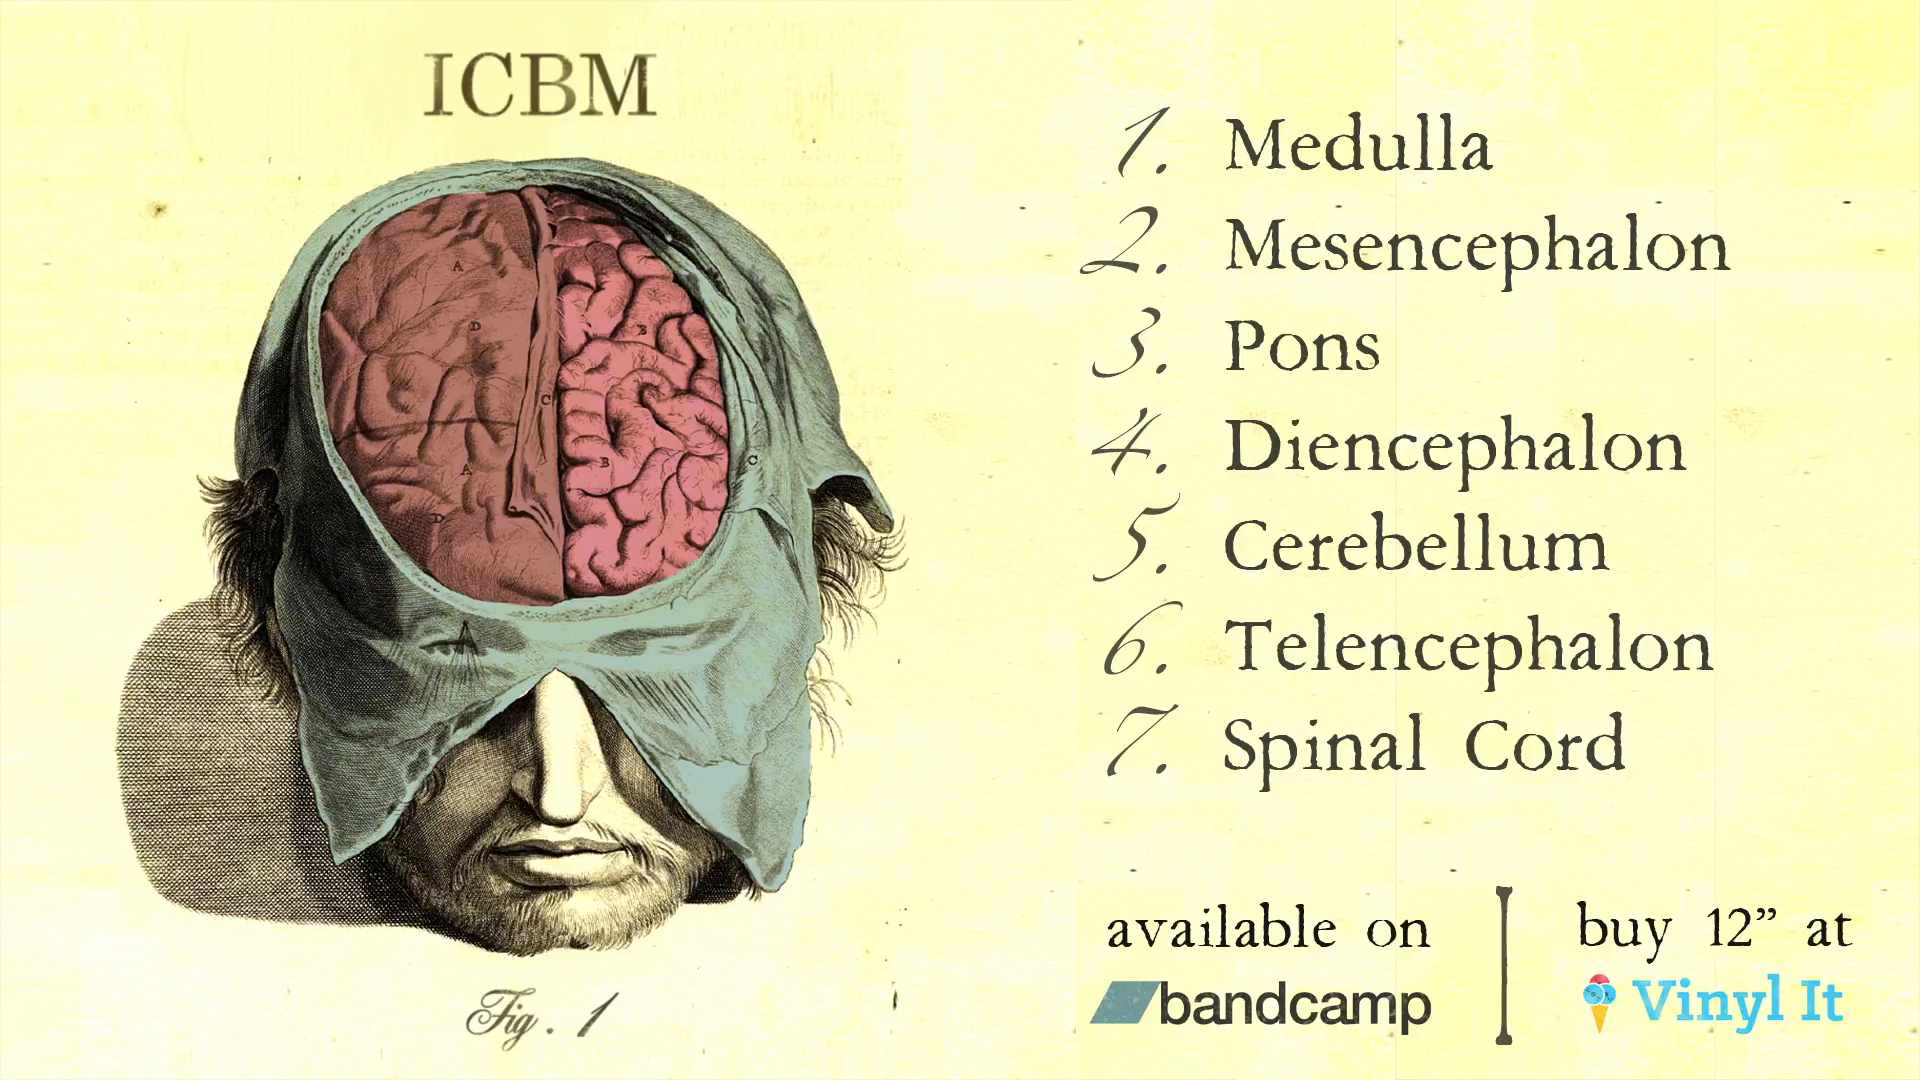 ICBM
A
D
B
C
A
B
C
D
Fig. 1
1. Medulla
2. Mesencephalon
3. Pons
4. Diencephalon
5. Cerebellum
6. Telencephalon
7. Spinal Cord
available on
bandcamp
buy 12” at
Vinyl It